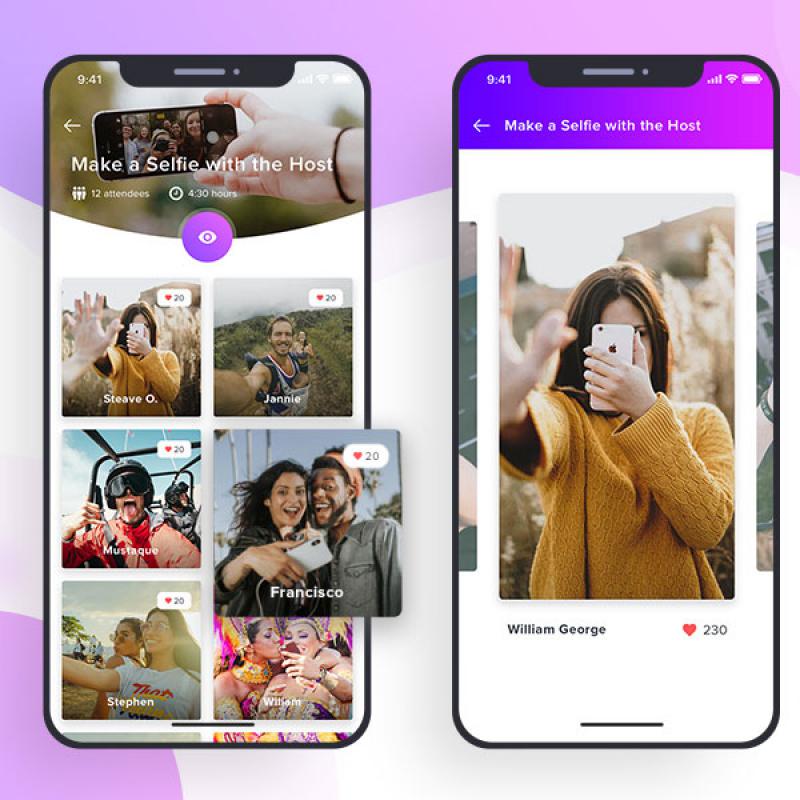 9:41
Make a Selfie with the Host
12 attendees
4:30 hours
20
Steave O.
20
Jannie
20
Mustaque
20
Francisco
20
Stephen
William
9:41
Make a Selfie with the Host
William George
230